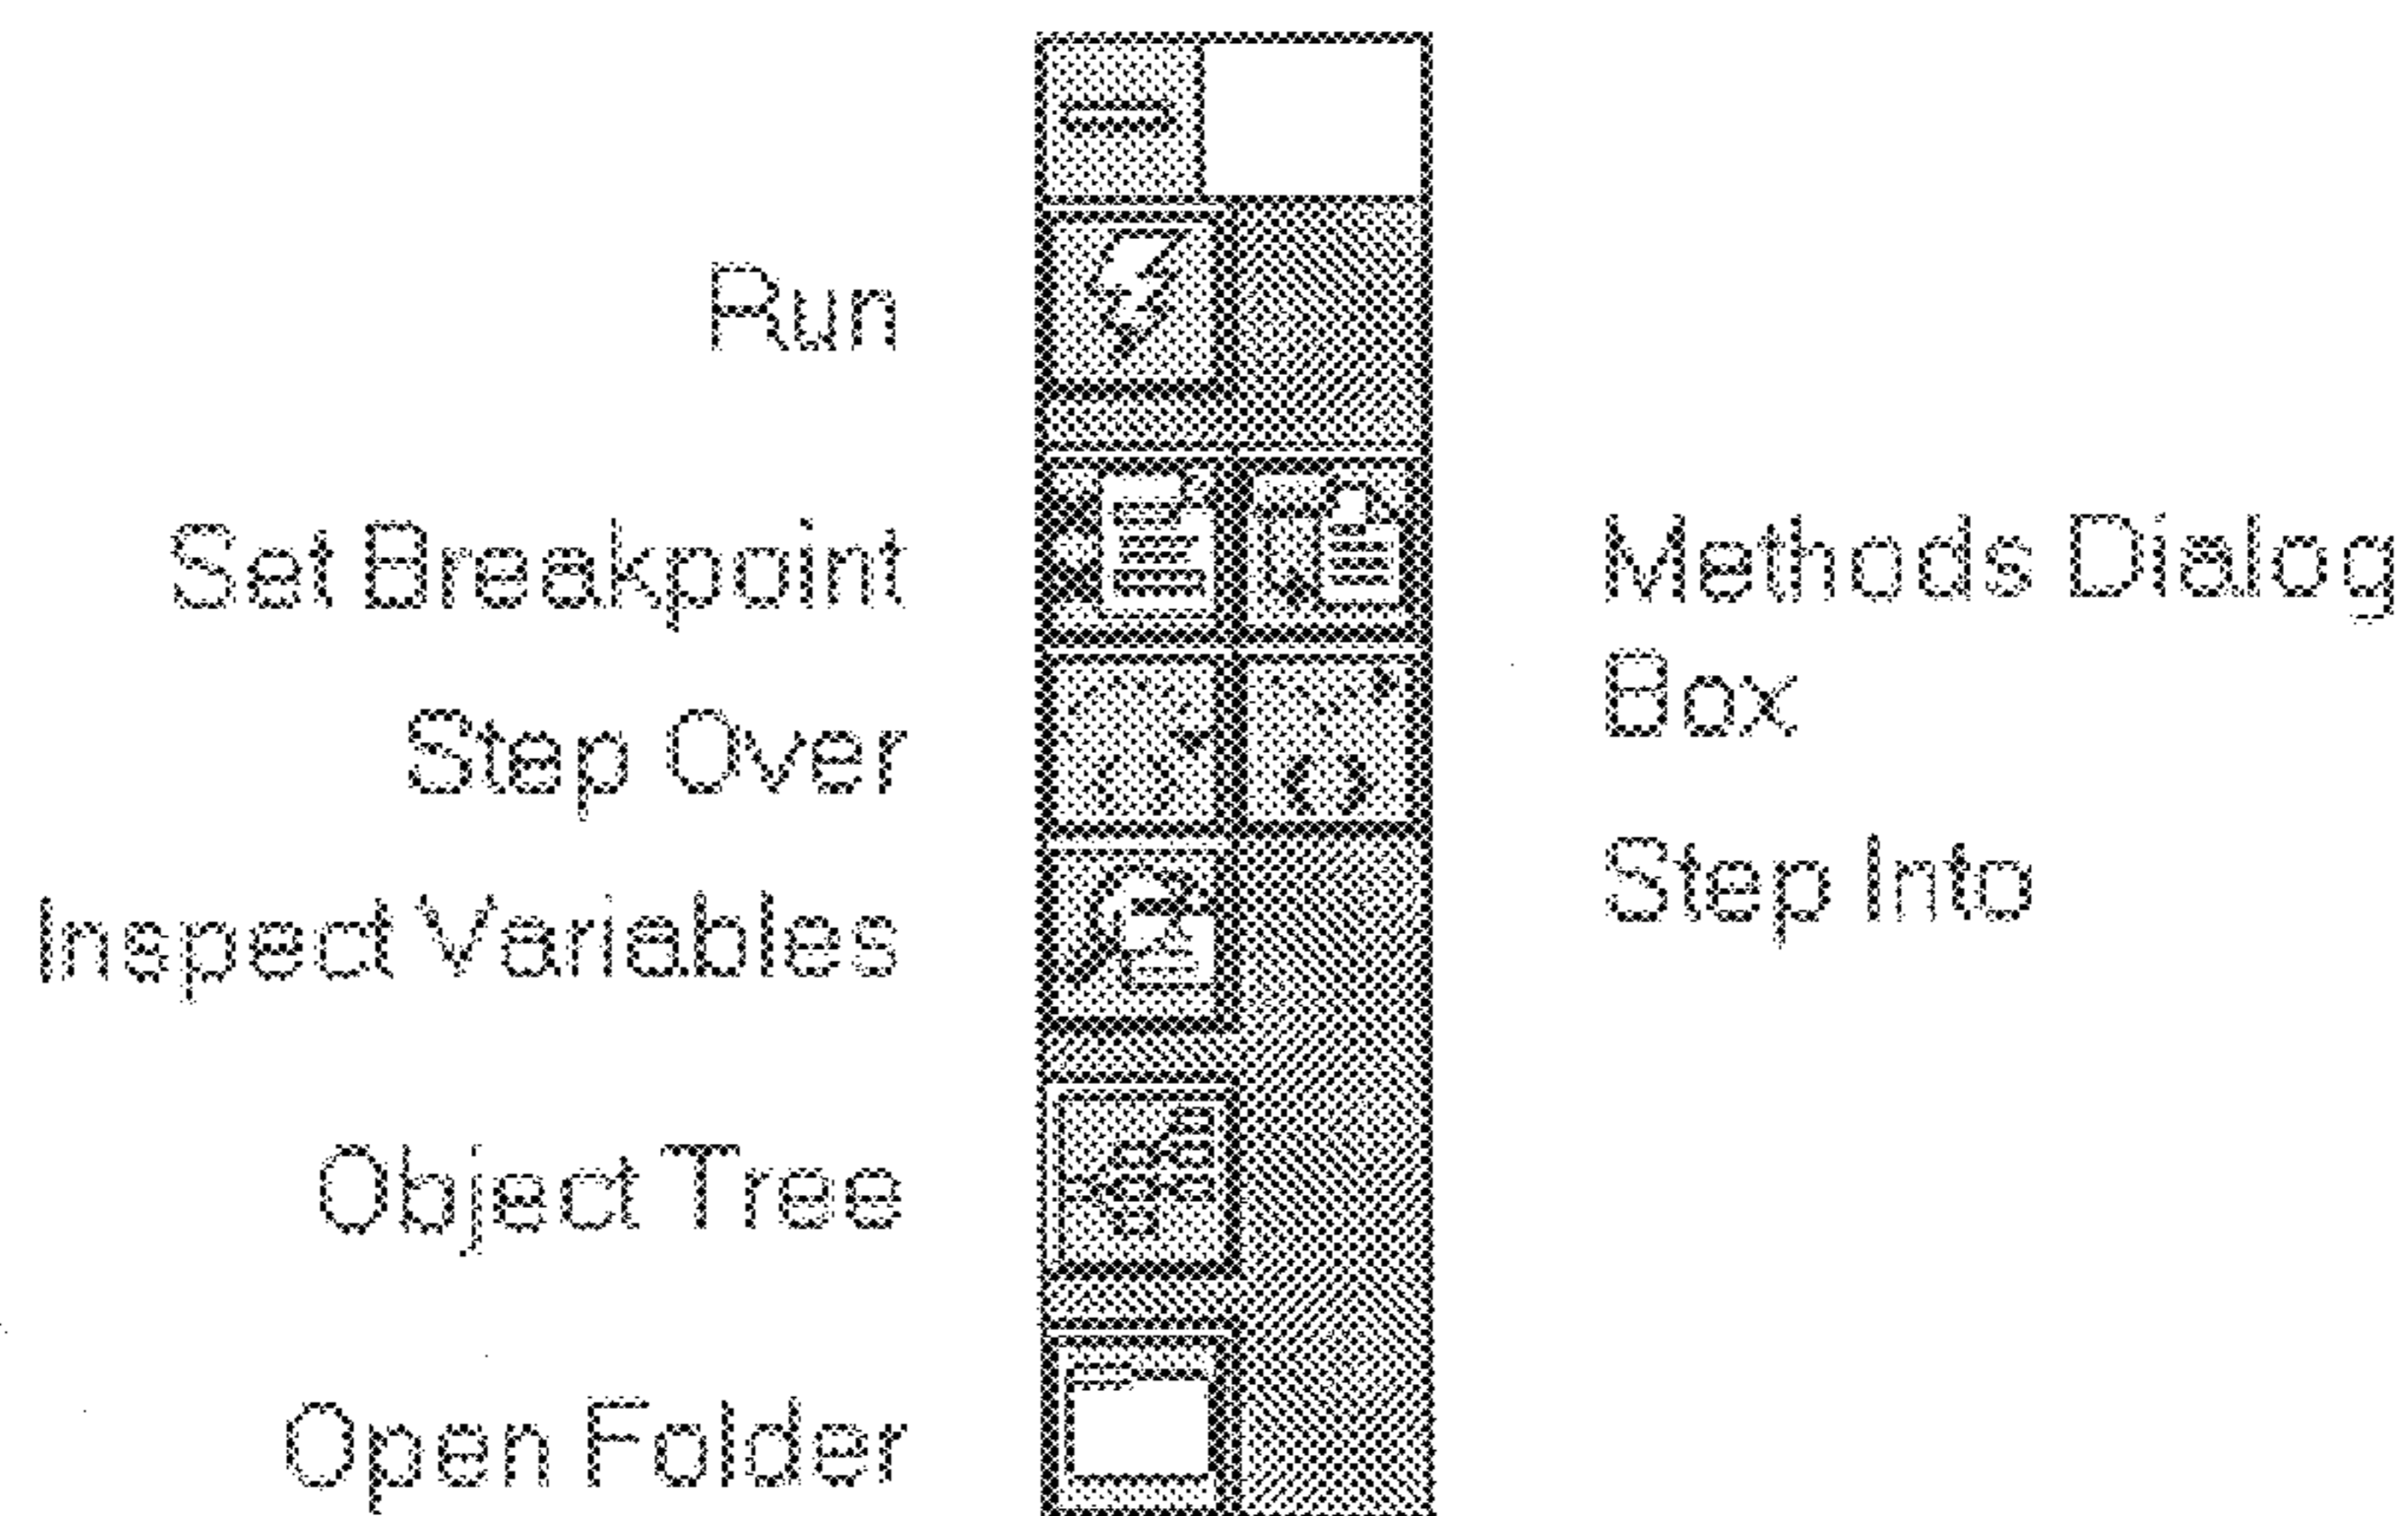 Run
Set Breakpoint
Methods Dialog
Box
Step Over
Step Into
Inspect Variables
Object Tree
Open Folder